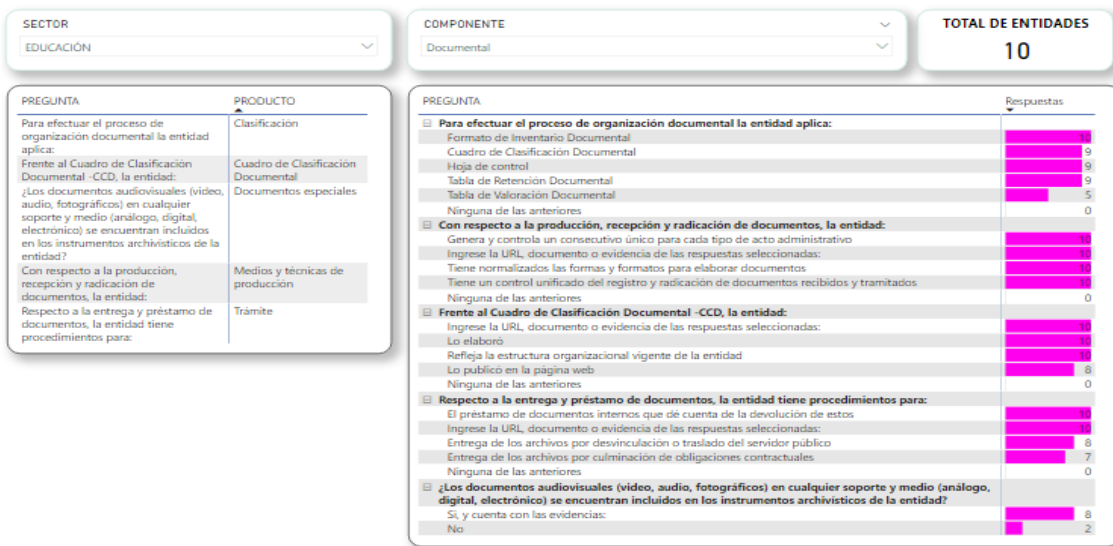 SECTOR
EDUCACIÓN
COMPONENTE
Documental
TOTAL DE ENTIDADES
10
PREGUNTA PRODUCTO
Para efectuar el proceso de Clasificación
organización documental la entidad
aplica:
Frente al Cuadro de Clasificación Cuadro de Clasificación
Documental -CCD, la entidad: Documental
¿Los documentos audiovisuales (video, Documentos especiales
audio, fotográficos) en cualquier
soporte y medio (análogo, digital,
electrónico) se encuentran incluidos
en los instrumentos archivísticos de la
entidad?
Con respecto a la producción, Medios y técnicas de
recepción y radicación de producción
documentos, la entidad:
Respecto a la entrega y préstamo de Trámite
documentos, la entidad tiene
procedimientos para:
PREGUNTA Respuestas
Para efectuar el proceso de organización documental la entidad aplica:
Formato de Inventario Documental 10
Cuadro de Clasificación Documental 9
Hoja de control 9
Tabla de Retención Documental 9
Tabla de Valoración Documental 5
Ninguna de las anteriores 0
Con respecto a la producción, recepción y radicación de documentos, la entidad:
Genera y controla un consecutivo único para cada tipo de acto administrativo 10
Ingrese la URL, documento o evidencia de las respuestas seleccionadas: 10
Tiene normalizados las formas y formatos para elaborar documentos 10
Tiene un control unificado del registro y radicación de documentos recibidos y tramitados 10
Ninguna de las anteriores 0
Frente al Cuadro de Clasificación Documental -CCD, la entidad:
Ingrese la URL, documento o evidencia de las respuestas seleccionadas: 10
Lo elaboró 10
Refleja la estructura organizacional vigente de la entidad 10
Lo publicó en la página web 8
Ninguna de las anteriores 0
Respecto a la entrega y préstamo de documentos, la entidad tiene procedimientos para:
El préstamo de documentos internos que dé cuenta de la devolución de estos 10
Ingrese la URL, documento o evidencia de las respuestas seleccionadas: 10
Entrega de los archivos por desvinculación o traslado del servidor público 8
Entrega de los archivos por culminación de obligaciones contractuales 7
Ninguna de las anteriores 0
¿Los documentos audiovisuales (video, audio, fotográficos) en cualquier soporte y medio (análogo,
digital, electrónico) se encuentran incluidos en los instrumentos archivísticos de la entidad?
Si, y cuenta con las evidencias: 8
No 2